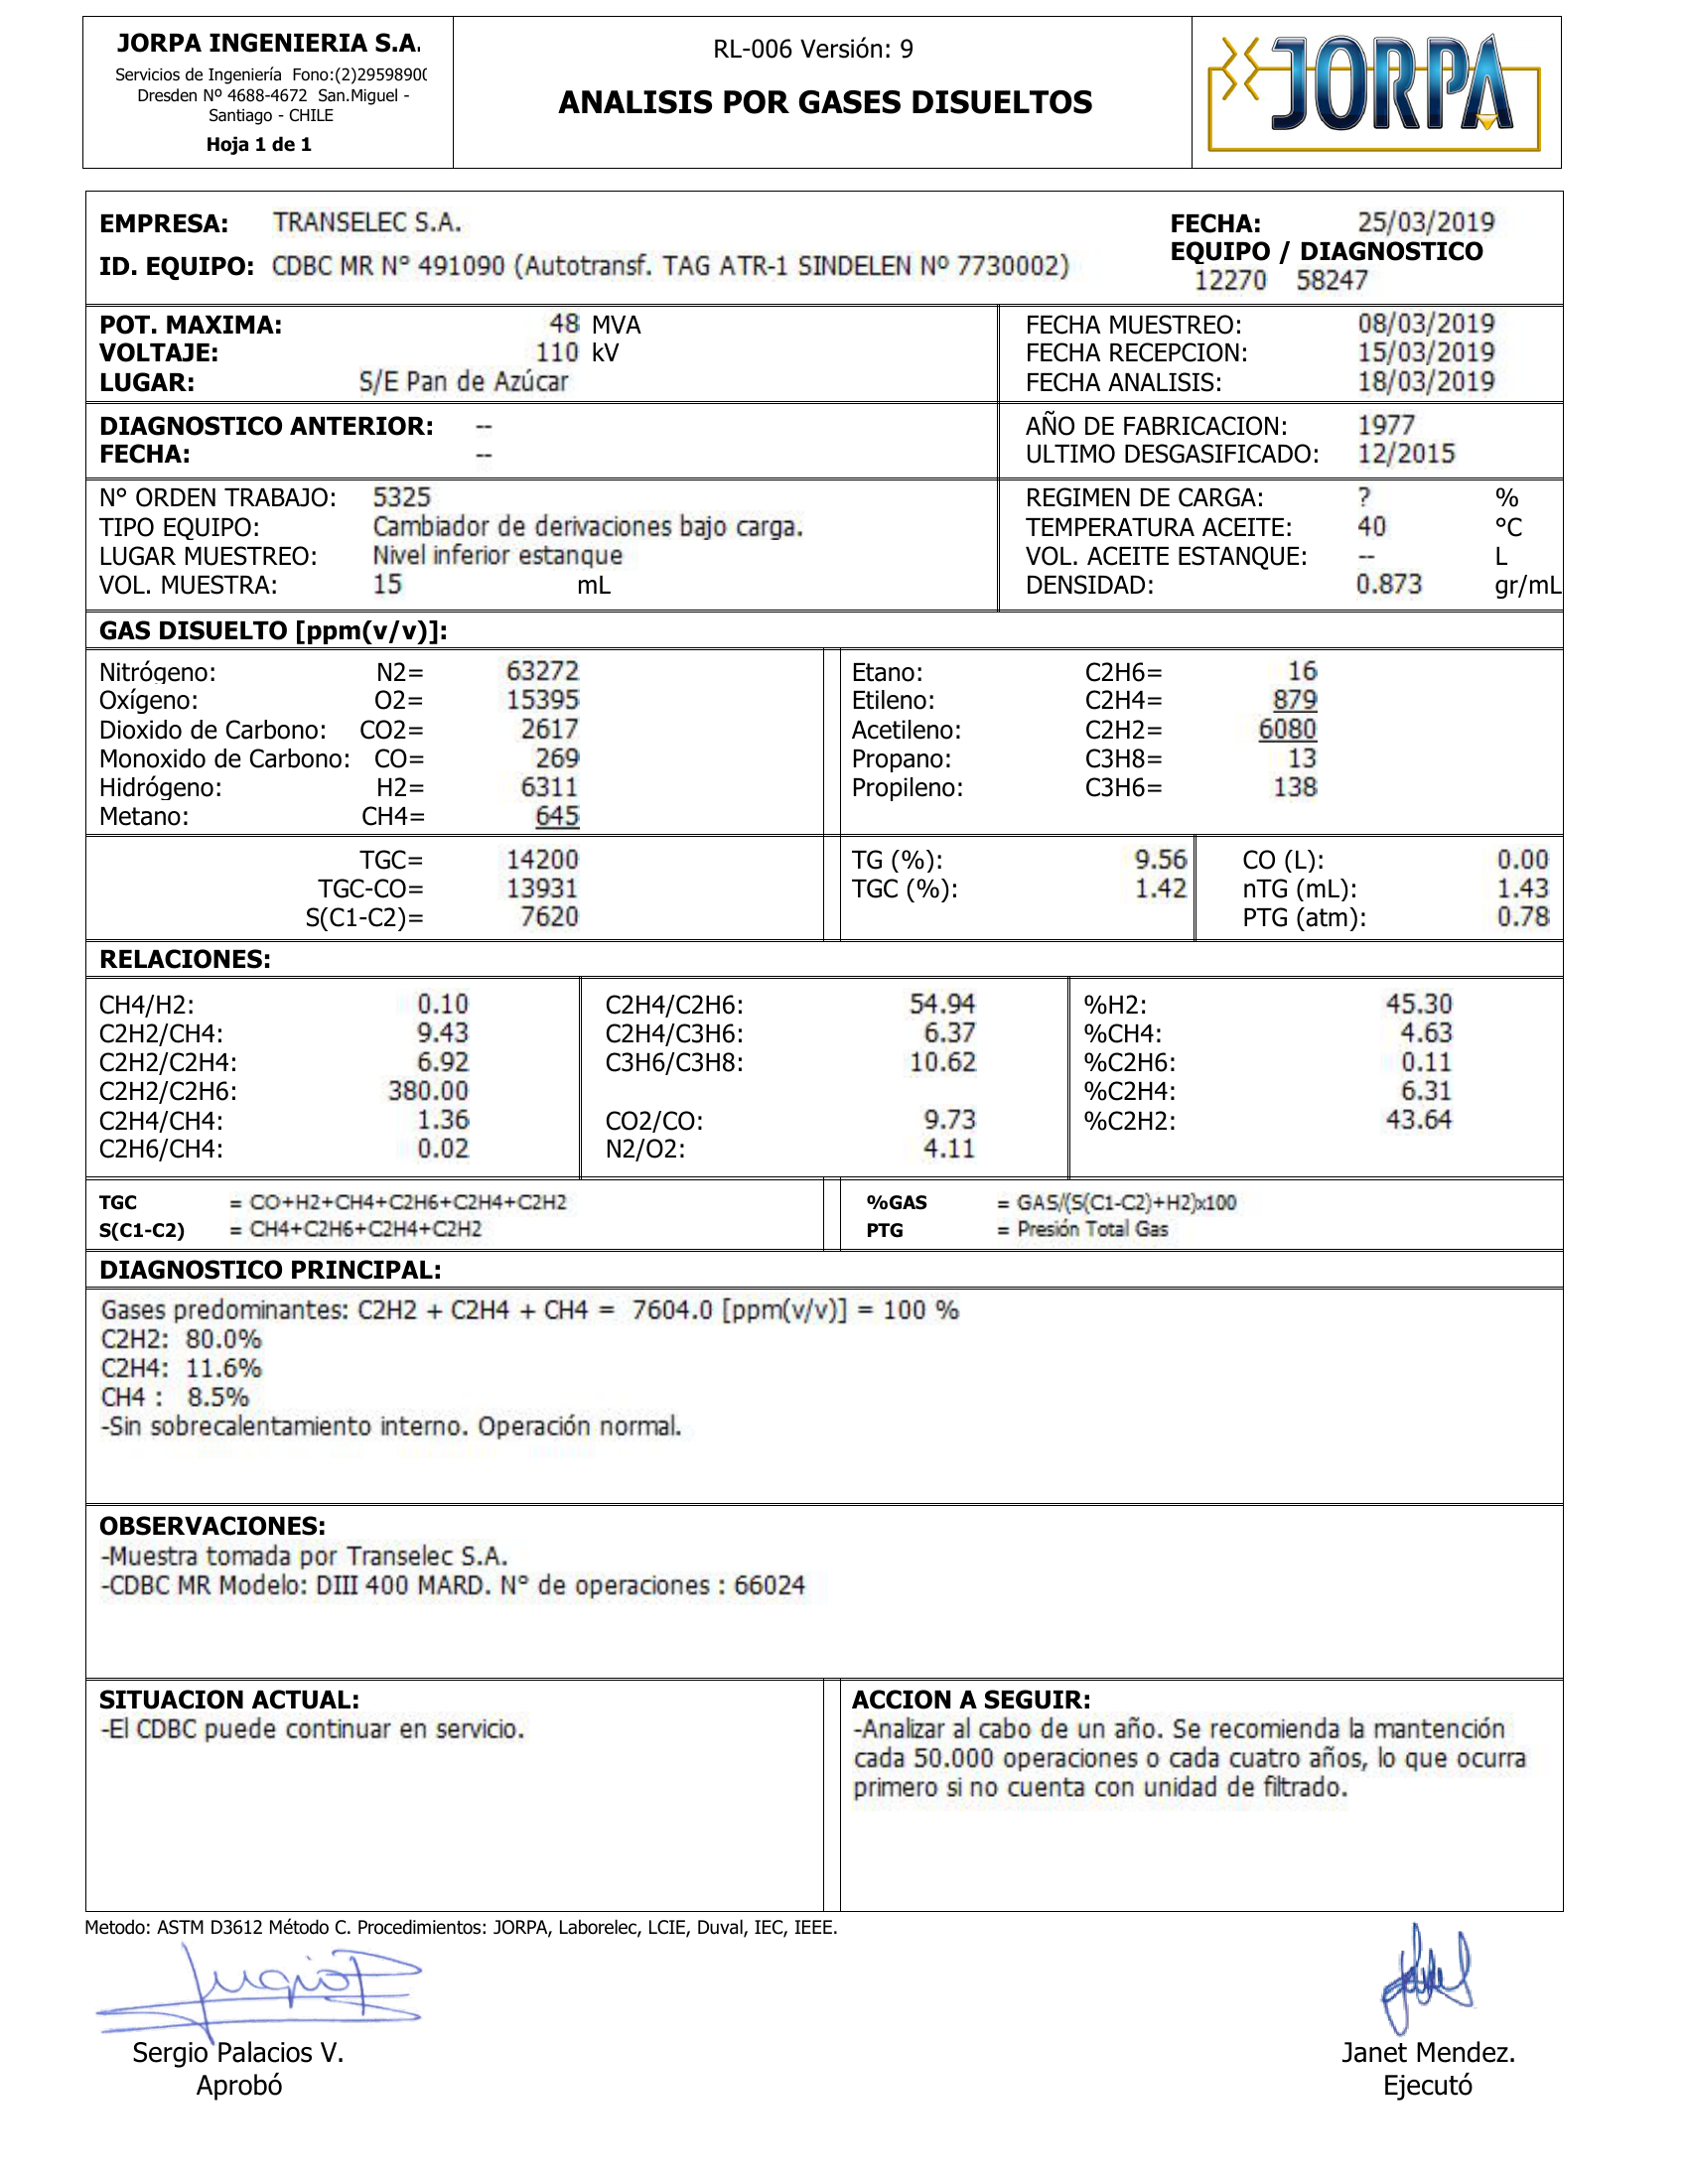 JORPA INGENIERIA S.A.
Servicios de Ingeniería Fono:(2)29598900
Dresden Nº 4688-4672 San.Miguel -
Santiago - CHILE
Hoja 1 de 1
RL-006 Versión: 9
ANALISIS POR GASES DISUELTOS
JORPA
EMPRESA: TRANSELEC S.A.
ID. EQUIPO: CDBC MR N° 491090 (Autotransf. TAG ATR-1 SINDELEN Nº 7730002)
FECHA: 25/03/2019
EQUIPO / DIAGNOSTICO
12270 58247
POT. MAXIMA: 48 MVA
VOLTAJE: 110 kV
LUGAR: S/E Pan de Azúcar
FECHA MUESTREO: 08/03/2019
FECHA RECEPCION: 15/03/2019
FECHA ANALISIS: 18/03/2019
DIAGNOSTICO ANTERIOR: --
FECHA: --
AÑO DE FABRICACION: 1977
ULTIMO DESGASIFICADO: 12/2015
N° ORDEN TRABAJO: 5325
TIPO EQUIPO: Cambiador de derivaciones bajo carga.
LUGAR MUESTREO: Nivel inferior estanque
VOL. MUESTRA: 15 mL
REGIMEN DE CARGA: ? %
TEMPERATURA ACEITE: 40 °C
VOL. ACEITE ESTANQUE: -- L
DENSIDAD: 0.873 gr/mL
GAS DISUELTO [ppm(v/v)]:
Nitrógeno: N2= 63272
Oxígeno: O2= 15395
Dioxido de Carbono: CO2= 2617
Monoxido de Carbono: CO= 269
Hidrógeno: H2= 6311
Metano: CH4= 645
Etano: C2H6= 16
Etileno: C2H4= 879
Acetileno: C2H2= 6080
Propano: C3H8= 13
Propileno: C3H6= 138
TGC= 14200
TGC-CO= 13931
S(C1-C2)= 7620
TG (%): 9.56
TGC (%): 1.42
CO (L): 0.00
nTG (mL): 1.43
PTG (atm): 0.78
RELACIONES:
CH4/H2: 0.10
C2H2/CH4: 9.43
C2H2/C2H4: 6.92
C2H2/C2H6: 380.00
C2H4/CH4: 1.36
C2H6/CH4: 0.02
C2H4/C2H6: 54.94
C2H4/C3H6: 6.37
C3H6/C3H8: 10.62
CO2/CO: 9.73
N2/O2: 4.11
%H2: 45.30
%CH4: 4.63
%C2H6: 0.11
%C2H4: 6.31
%C2H2: 43.64
TGC = CO+H2+CH4+C2H6+C2H4+C2H2
S(C1-C2) = CH4+C2H6+C2H4+C2H2
%GAS = GAS/(S(C1-C2)+H2)x100
PTG = Presión Total Gas
DIAGNOSTICO PRINCIPAL:
Gases predominantes: C2H2 + C2H4 + CH4 = 7604.0 [ppm(v/v)] = 100 %
C2H2: 80.0%
C2H4: 11.6%
CH4 : 8.5%
-Sin sobrecalentamiento interno. Operación normal.
OBSERVACIONES:
-Muestra tomada por Transelec S.A.
-CDBC MR Modelo: DIII 400 MARD. N° de operaciones : 66024
SITUACION ACTUAL:
-El CDBC puede continuar en servicio.
ACCION A SEGUIR:
-Analizar al cabo de un año. Se recomienda la mantención
cada 50.000 operaciones o cada cuatro años, lo que ocurra
primero si no cuenta con unidad de filtrado.
Metodo: ASTM D3612 Método C. Procedimientos: JORPA, Laborelec, LCIE, Duval, IEC, IEEE.
Sergio Palacios V.
Aprobó
Janet Mendez.
Ejecutó